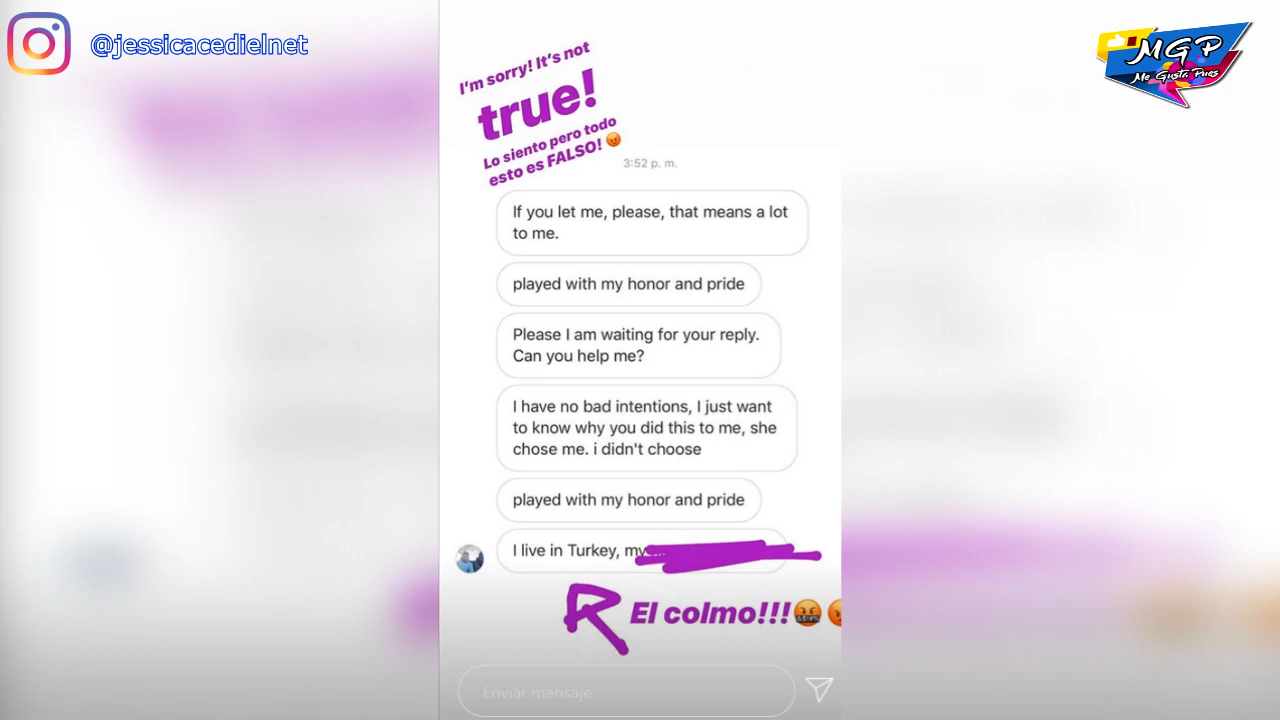 @jessicacedielnet
MGP
Me Gusta Pues
I'm sorry! It's not
true!
Lo siento pero todo
esto es FALSO!
3:52 p. m.
If you let me, please, that means a lot
to me.
played with my honor and pride
Please I am waiting for your reply.
Can you help me?
I have no bad intentions, I just want
to know why you did this to me, she
chose me. i didn't choose
played with my honor and pride
I live in Turkey, my
R El colmo!!!
Enviar mensaje